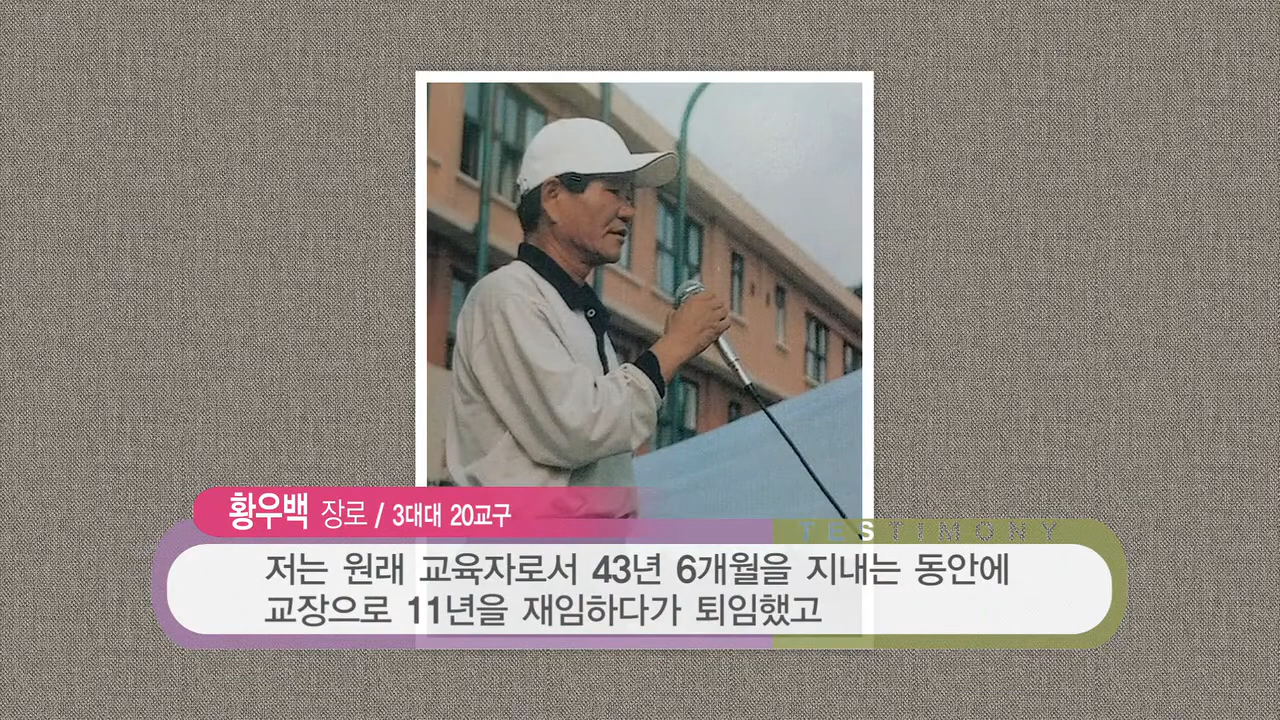 황우백 장로 / 3대대 20교구
TESTIMONY
저는 원래 교육자로서 43년 6개월을 지내는 동안에
교장으로 11년을 재임하다가 퇴임했고